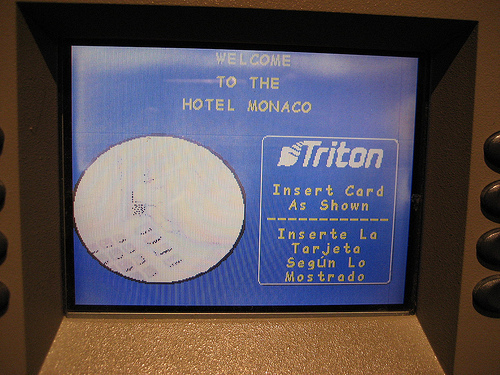 WELCOME
TO THE
HOTEL MONACO
Triton
Insert Card
As Shown
Inserte La
Tarjeta
Según Lo
Mostrado